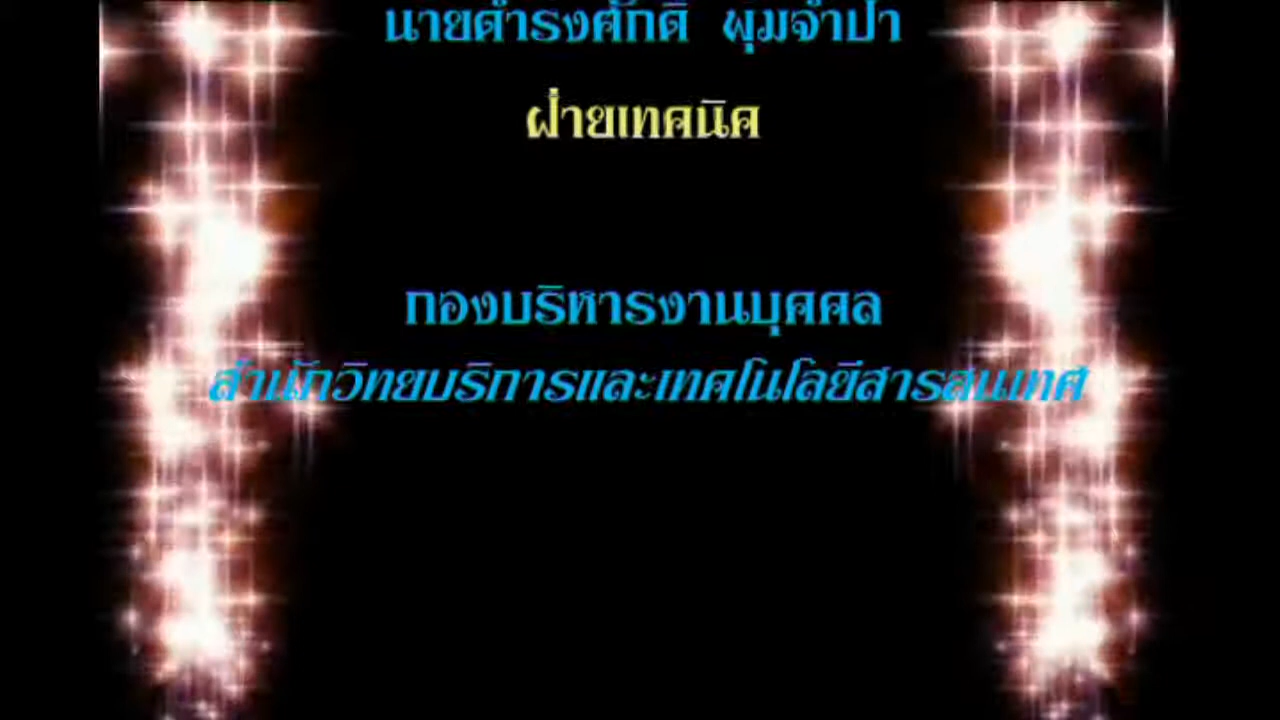 นายดำรงศักดิ์ พุ่มจำปา
ฝ่ายเทคนิค
กองบริหารงานบุคคล
สำนักวิทยบริการและเทคโนโลยีสารสนเทศ